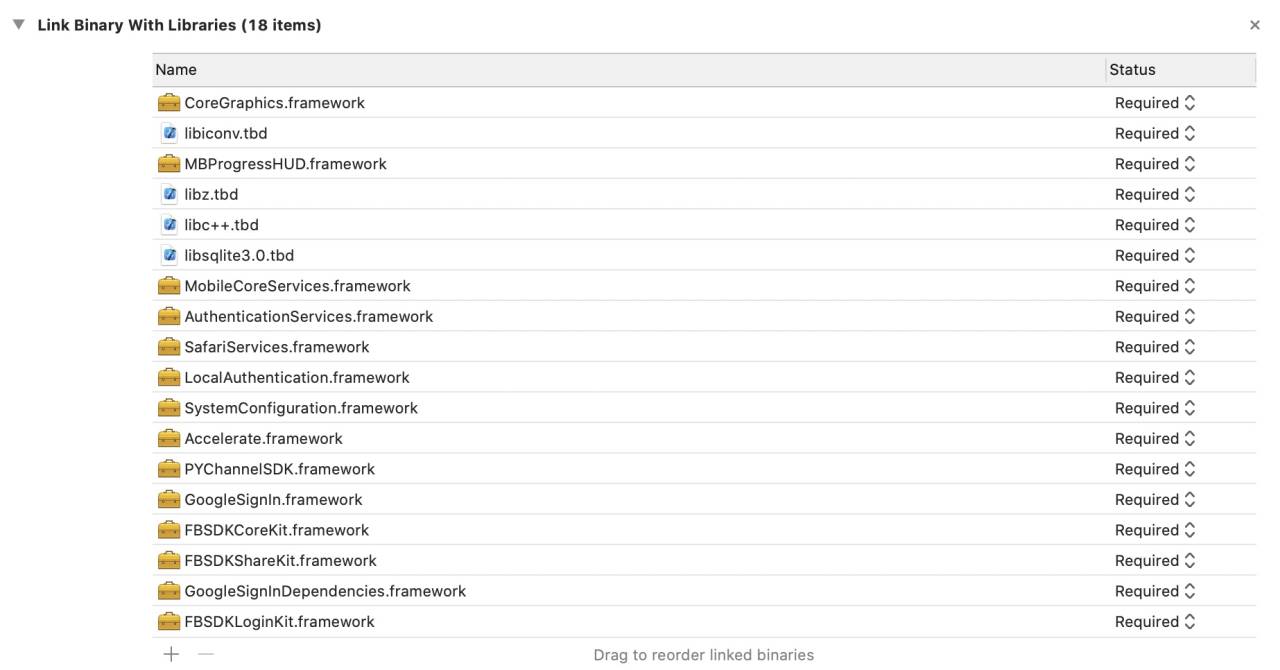 Link Binary With Libraries (18 items)
Name Status
CoreGraphics.framework Required
libiconv.tbd Required
MBProgressHUD.framework Required
libz.tbd Required
libc++.tbd Required
libsqlite3.0.tbd Required
MobileCoreServices.framework Required
AuthenticationServices.framework Required
SafariServices.framework Required
LocalAuthentication.framework Required
SystemConfiguration.framework Required
Accelerate.framework Required
PYChannelSDK.framework Required
GoogleSignIn.framework Required
FBSDKCoreKit.framework Required
FBSDKShareKit.framework Required
GoogleSignInDependencies.framework Required
FBSDKLoginKit.framework Required
Drag to reorder linked binaries